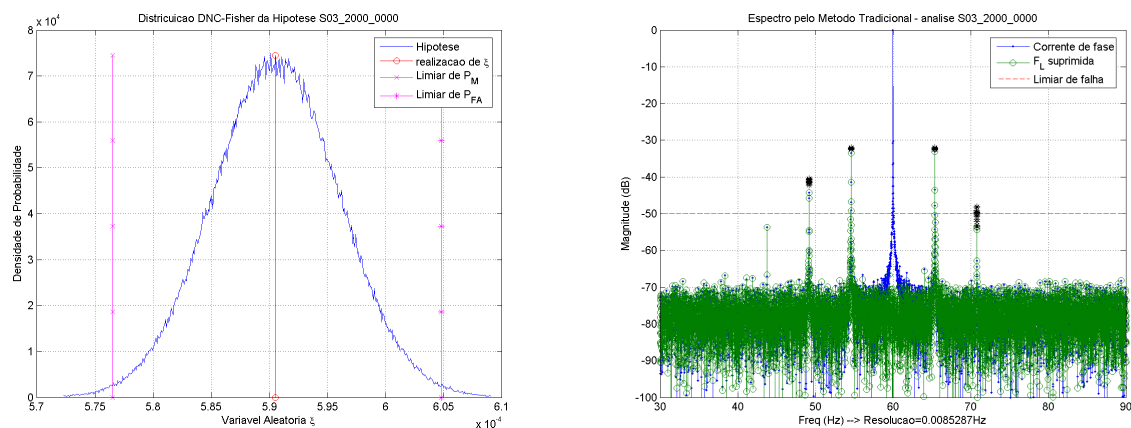 Districuicao DNC-Fisher da Hipotese S03_2000_0000
x 10⁴
8
7
6
5
4
3
2
1
0
Densidade de Probabilidade
Hipotese
realizacao de ξ
Limiar de P_M
Limiar de P_FA
5.7
5.75
5.8
5.85
5.9
5.95
6
6.05
6.1
x 10⁻⁴
Variavel Aleatoria ξ
Espectro pelo Metodo Tradicional - analise S03_2000_0000
0
-10
-20
-30
-40
-50
-60
-70
-80
-90
-100
Magnitude (dB)
Corrente de fase
F_L suprimida
Limiar de falha
30
40
50
60
70
80
90
Freq (Hz) --> Resolucao=0.0085287Hz